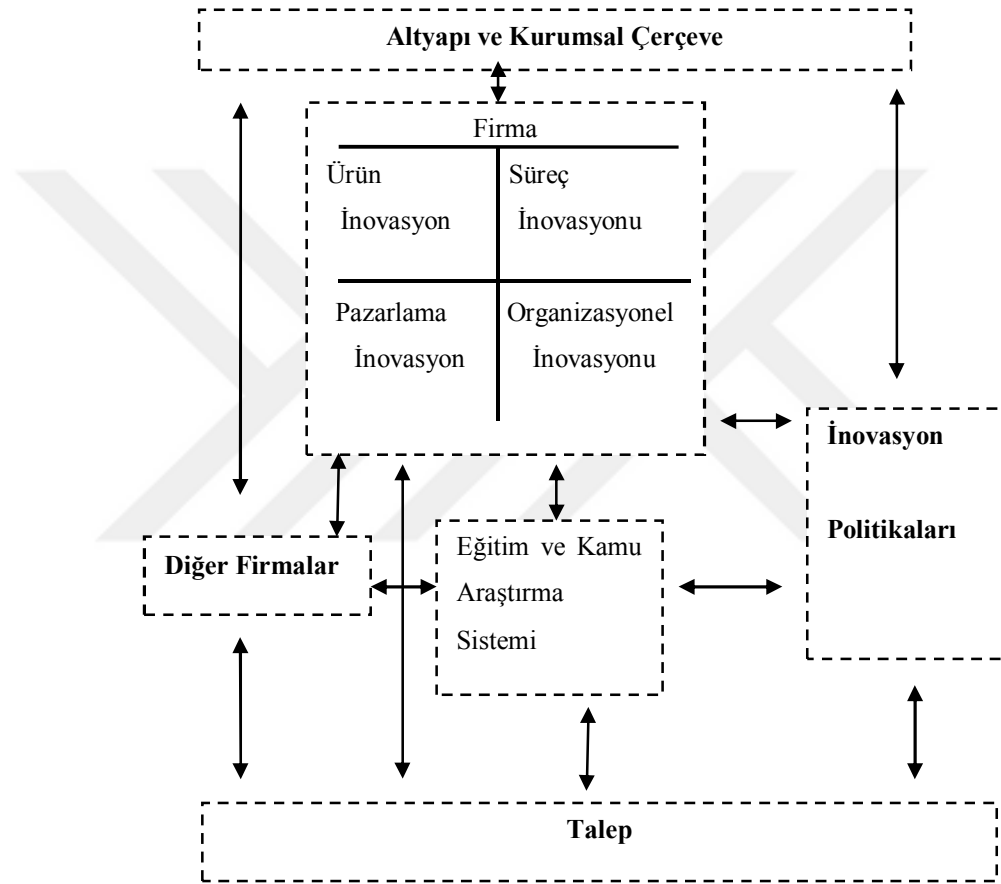 Altyapı ve Kurumsal Çerçeve
Firma
Ürün
İnovasyon
Süreç
İnovasyonu
Pazarlama
İnovasyon
Organizasyonel
İnovasyonu
İnovasyon
Politikaları
Diğer Firmalar
Eğitim ve Kamu
Araştırma
Sistemi
Talep